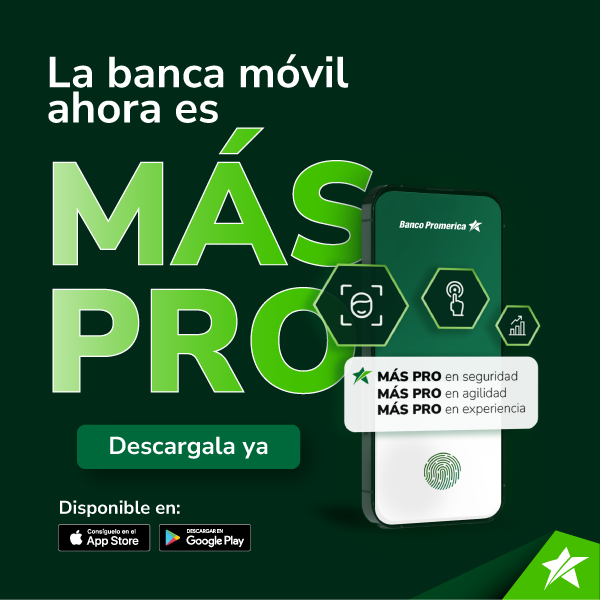 La banca móvil
ahora es
MÁS
PRO
Banco Promerica
MÁS PRO en seguridad
MÁS PRO en agilidad
MÁS PRO en experiencia
Descargala ya
Disponible en:
Consíguelo en el
App Store
DESCARGAR EN
Google Play